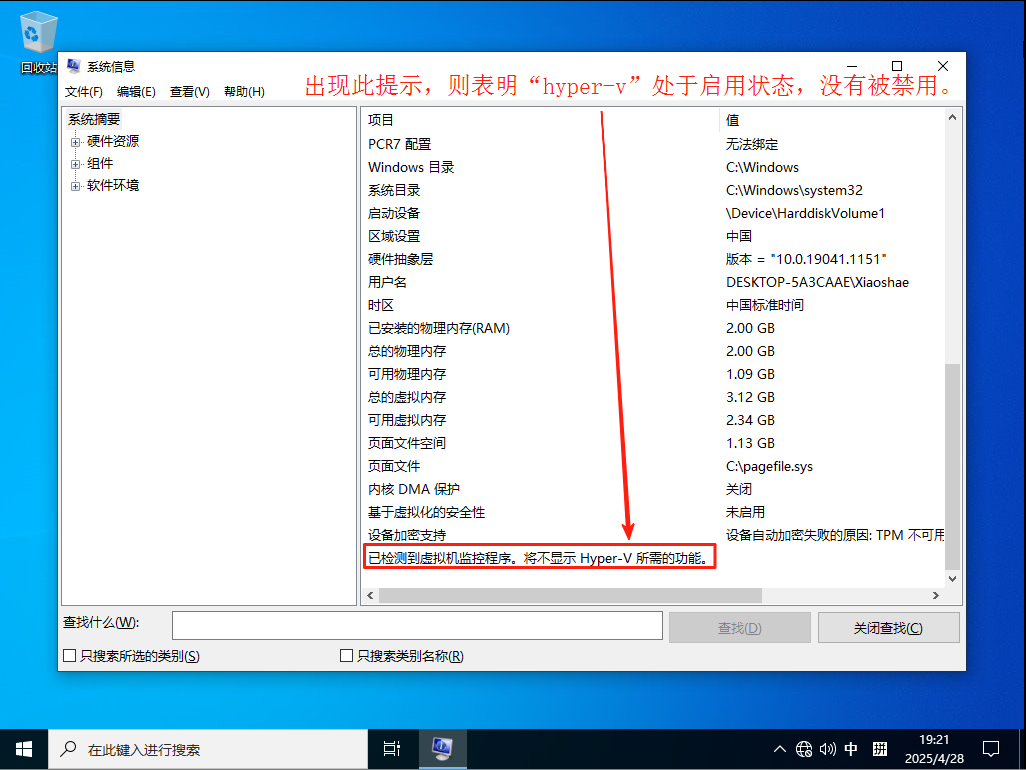 回收站
系统信息
文件(F) 编辑(E) 查看(V) 帮助(H)
出现此提示，则表明“hyper-v”处于启用状态，没有被禁用。
系统摘要
硬件资源
组件
软件环境
项目 值
PCR7 配置 无法绑定
Windows 目录 C:\Windows
系统目录 C:\Windows\system32
启动设备 \Device\HarddiskVolume1
区域设置 中国
硬件抽象层 版本 = "10.0.19041.1151"
用户名 DESKTOP-5A3CAAE\Xiaoshae
时区 中国标准时间
已安装的物理内存(RAM) 2.00 GB
总的物理内存 2.00 GB
可用物理内存 1.09 GB
总的虚拟内存 3.12 GB
可用虚拟内存 2.34 GB
页面文件空间 1.13 GB
页面文件 C:\pagefile.sys
内核 DMA 保护 关闭
基于虚拟化的安全性 未启用
设备加密支持 设备自动加密失败的原因: TPM 不可用
已检测到虚拟机监控程序。将不显示 Hyper-V 所需的功能。
查找什么(W): 查找(D) 关闭查找(C)
只搜索所选的类别(S) 只搜索类别名称(R)
在此键入进行搜索
中 拼
19:21
2025/4/28